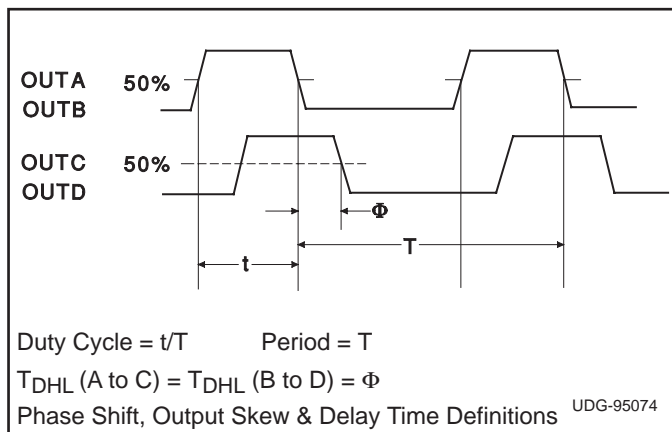 OUTA 50%
OUTB
OUTC 50%
OUTD
Φ
T
t
Duty Cycle = t/T Period = T
TDHL (A to C) = TDHL (B to D) = Φ
Phase Shift, Output Skew & Delay Time Definitions UDG-95074